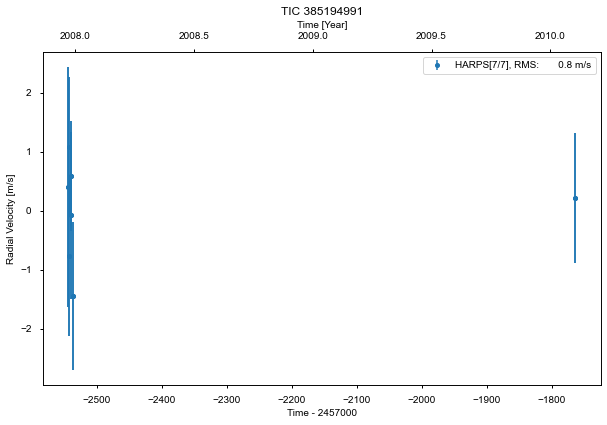 TIC 385194991
Time [Year]
2008.0 2008.5 2009.0 2009.5 2010.0
HARPS[7/7], RMS: 0.8 m/s
Radial Velocity [m/s]
2
1
0
−1
−2
−2500 −2400 −2300 −2200 −2100 −2000 −1900 −1800
Time - 2457000